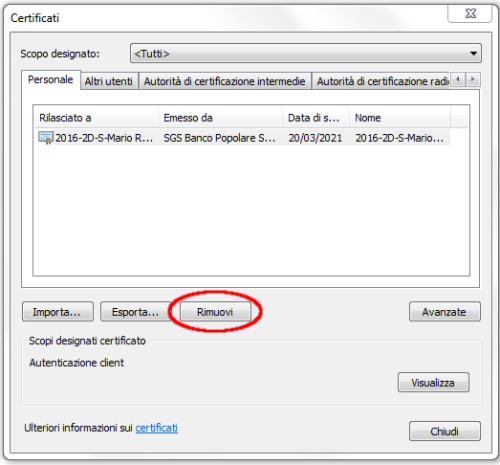 Certificati
Scopo designato: <Tutti>
Personale Altri utenti Autorità di certificazione intermedie Autorità di certificazione radi
Rilasciato a Emesso da Data di s... Nome
2016-2D-S-Mario R... SGS Banco Popolare S... 20/03/2021 2016-2D-S-Mario...
Importa... Esporta... Rimuovi Avanzate
Scopi designati certificato
Autenticazione client
Visualizza
Ulteriori informazioni sui certificati Chiudi